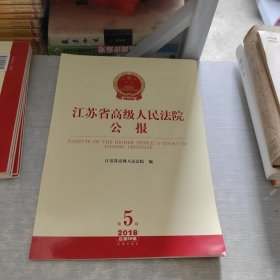 江苏省高级人民法院
公报
GAZETTE OF THE HIGHER PEOPLE'S COURT OF
JIANGSU PROVINCE
江苏省高级人民法院 编
第5辑
2018